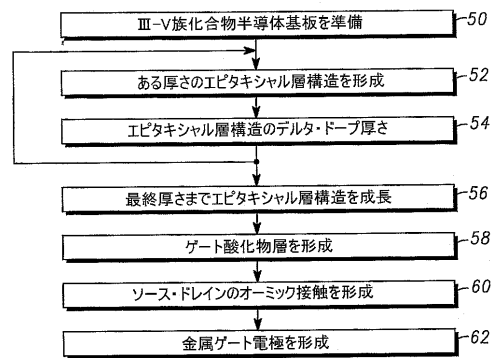 III-V族化合物半導体基板を準備 50
ある厚さのエピタキシャル層構造を形成 52
エピタキシャル層構造のデルタ・ドープ厚さ 54
最終厚さまでエピタキシャル層構造を成長 56
ゲート酸化物層を形成 58
ソース・ドレインのオーミック接触を形成 60
金属ゲート電極を形成 62